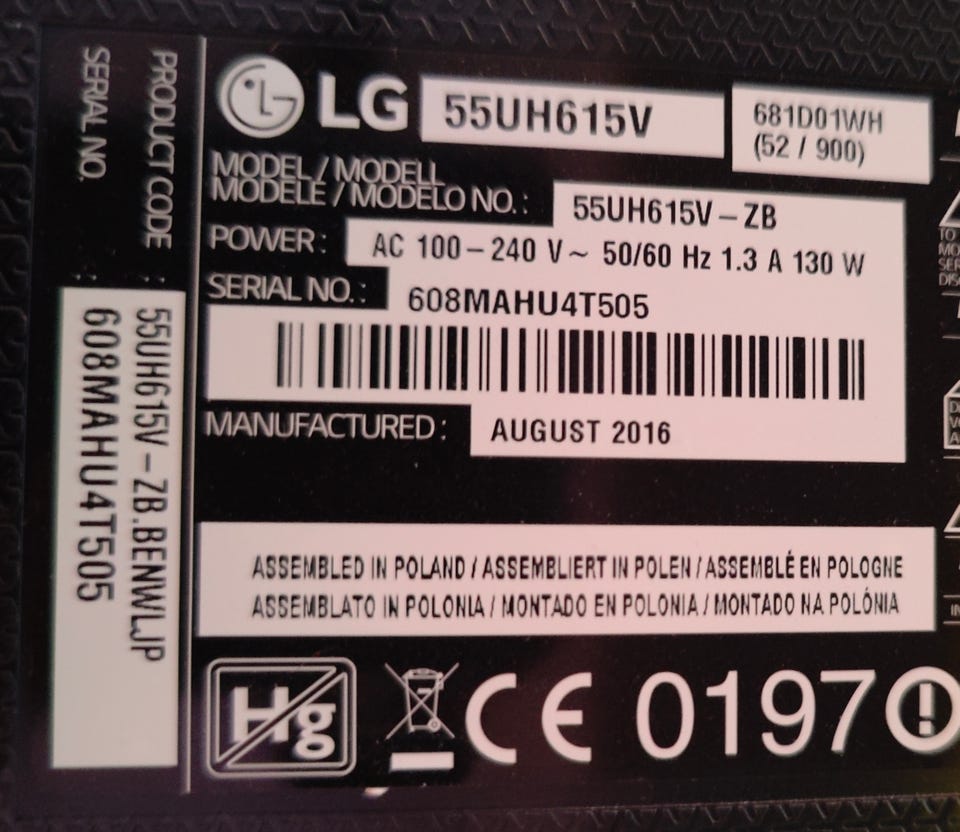 LG 55UH615V
681D01WH
(52 / 900)
MODEL / MODELL
MODELE / MODELO NO. : 55UH615V – ZB
POWER : AC 100 – 240 V ~ 50/60 Hz 1.3 A 130 W
SERIAL NO. : 608MAHU4T505
MANUFACTURED : AUGUST 2016
ASSEMBLED IN POLAND / ASSEMBLIERT IN POLEN / ASSEMBLÉ EN POLOGNE
ASSEMBLATO IN POLONIA / MONTADO EN POLONIA / MONTADO NA POLÓNIA
Hg CE 0197
PRODUCT CODE : 55UH615V – ZB.BENWLJP
SERIAL NO. : 608MAHU4T505
TO